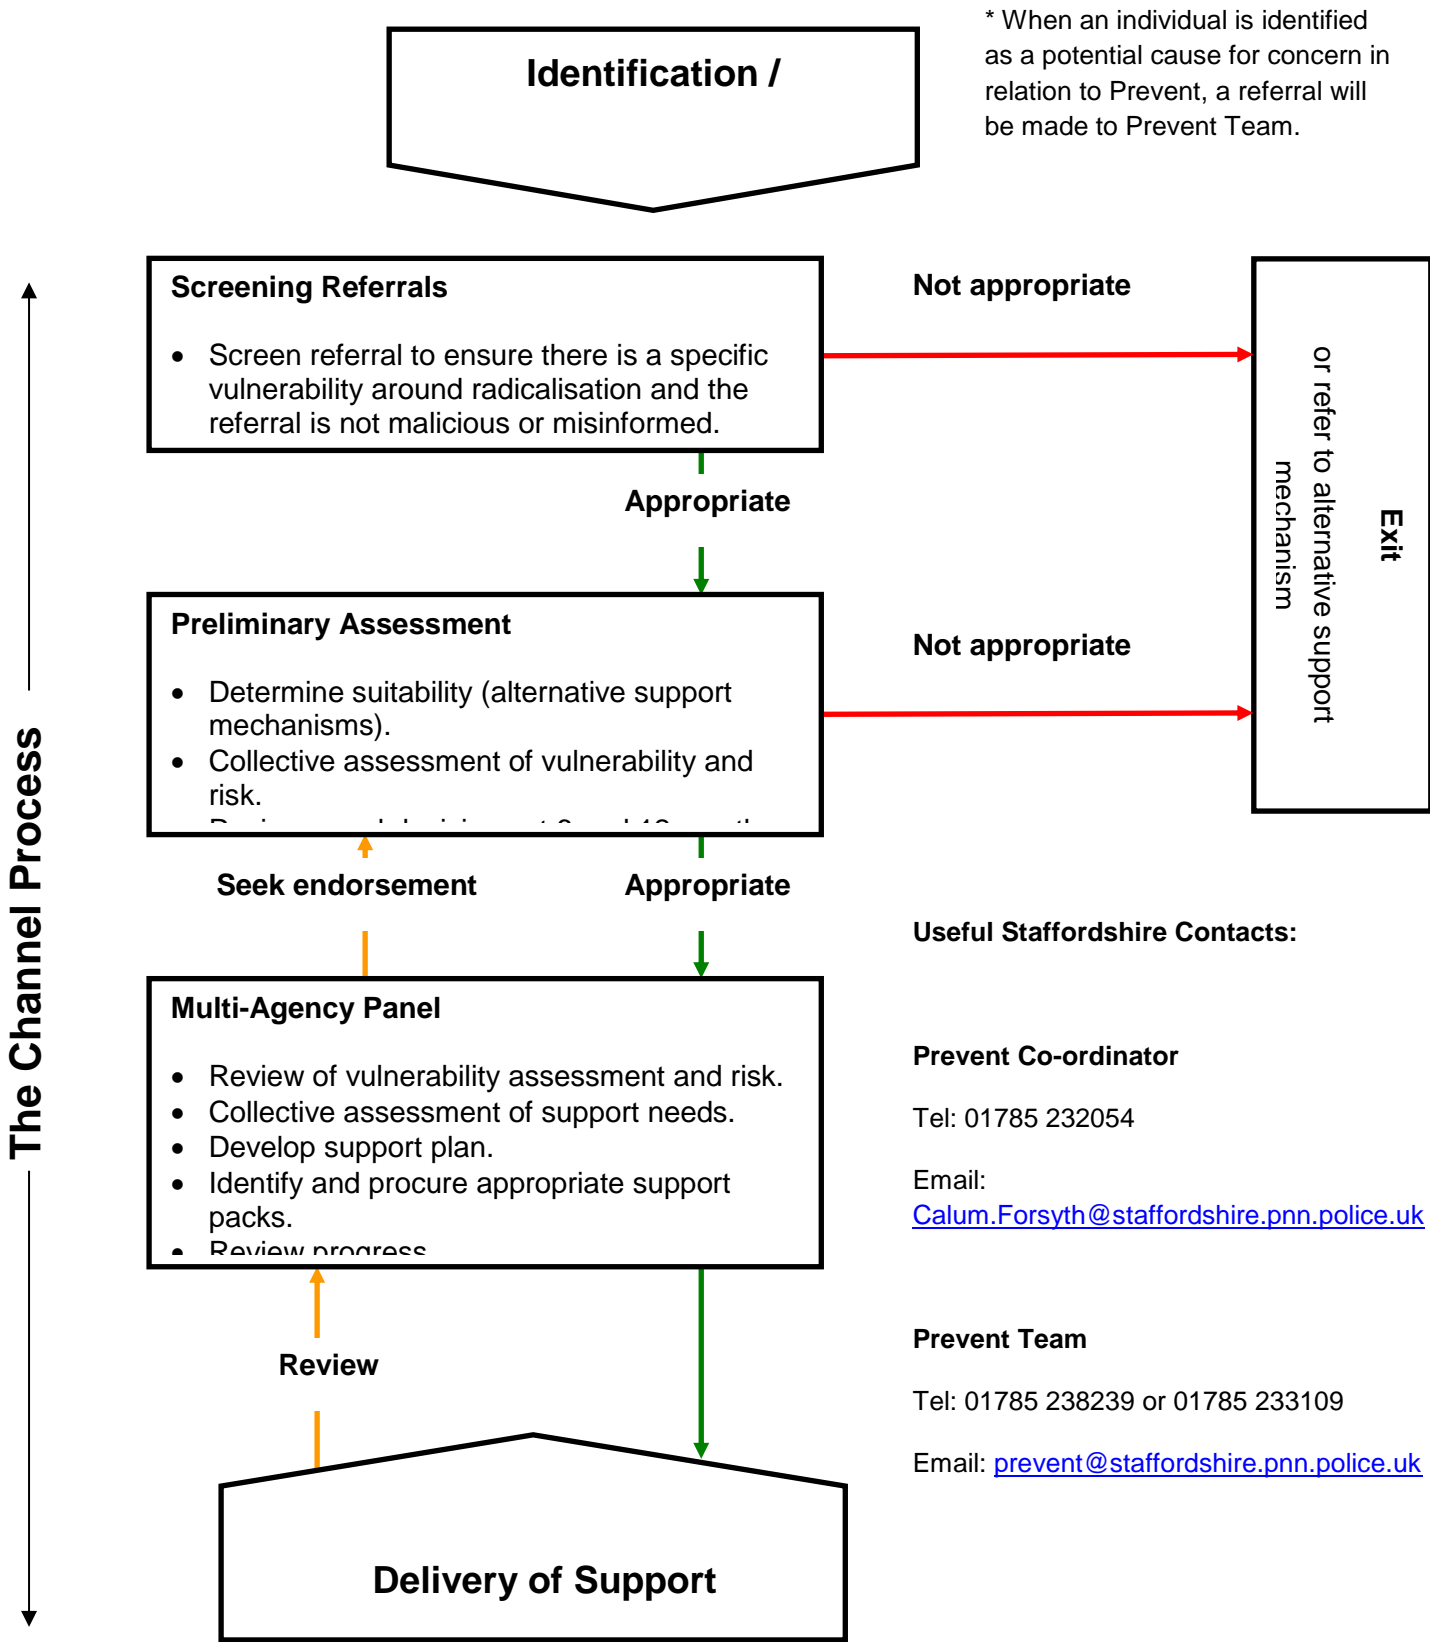 Identification /
* When an individual is identified
as a potential cause for concern in
relation to Prevent, a referral will
be made to Prevent Team.
The Channel Process
Screening Referrals
• Screen referral to ensure there is a specific
vulnerability around radicalisation and the
referral is not malicious or misinformed.
Not appropriate
Exit
or refer to alternative support
mechanism
Appropriate
Preliminary Assessment
• Determine suitability (alternative support
mechanisms).
• Collective assessment of vulnerability and
risk.
Not appropriate
Seek endorsement
Appropriate
Multi-Agency Panel
• Review of vulnerability assessment and risk.
• Collective assessment of support needs.
• Develop support plan.
• Identify and procure appropriate support
packs.
• Review progress
Review
Delivery of Support
Useful Staffordshire Contacts:
Prevent Co-ordinator
Tel: 01785 232054
Email:
Calum.Forsyth@staffordshire.pnn.police.uk
Prevent Team
Tel: 01785 238239 or 01785 233109
Email: prevent@staffordshire.pnn.police.uk